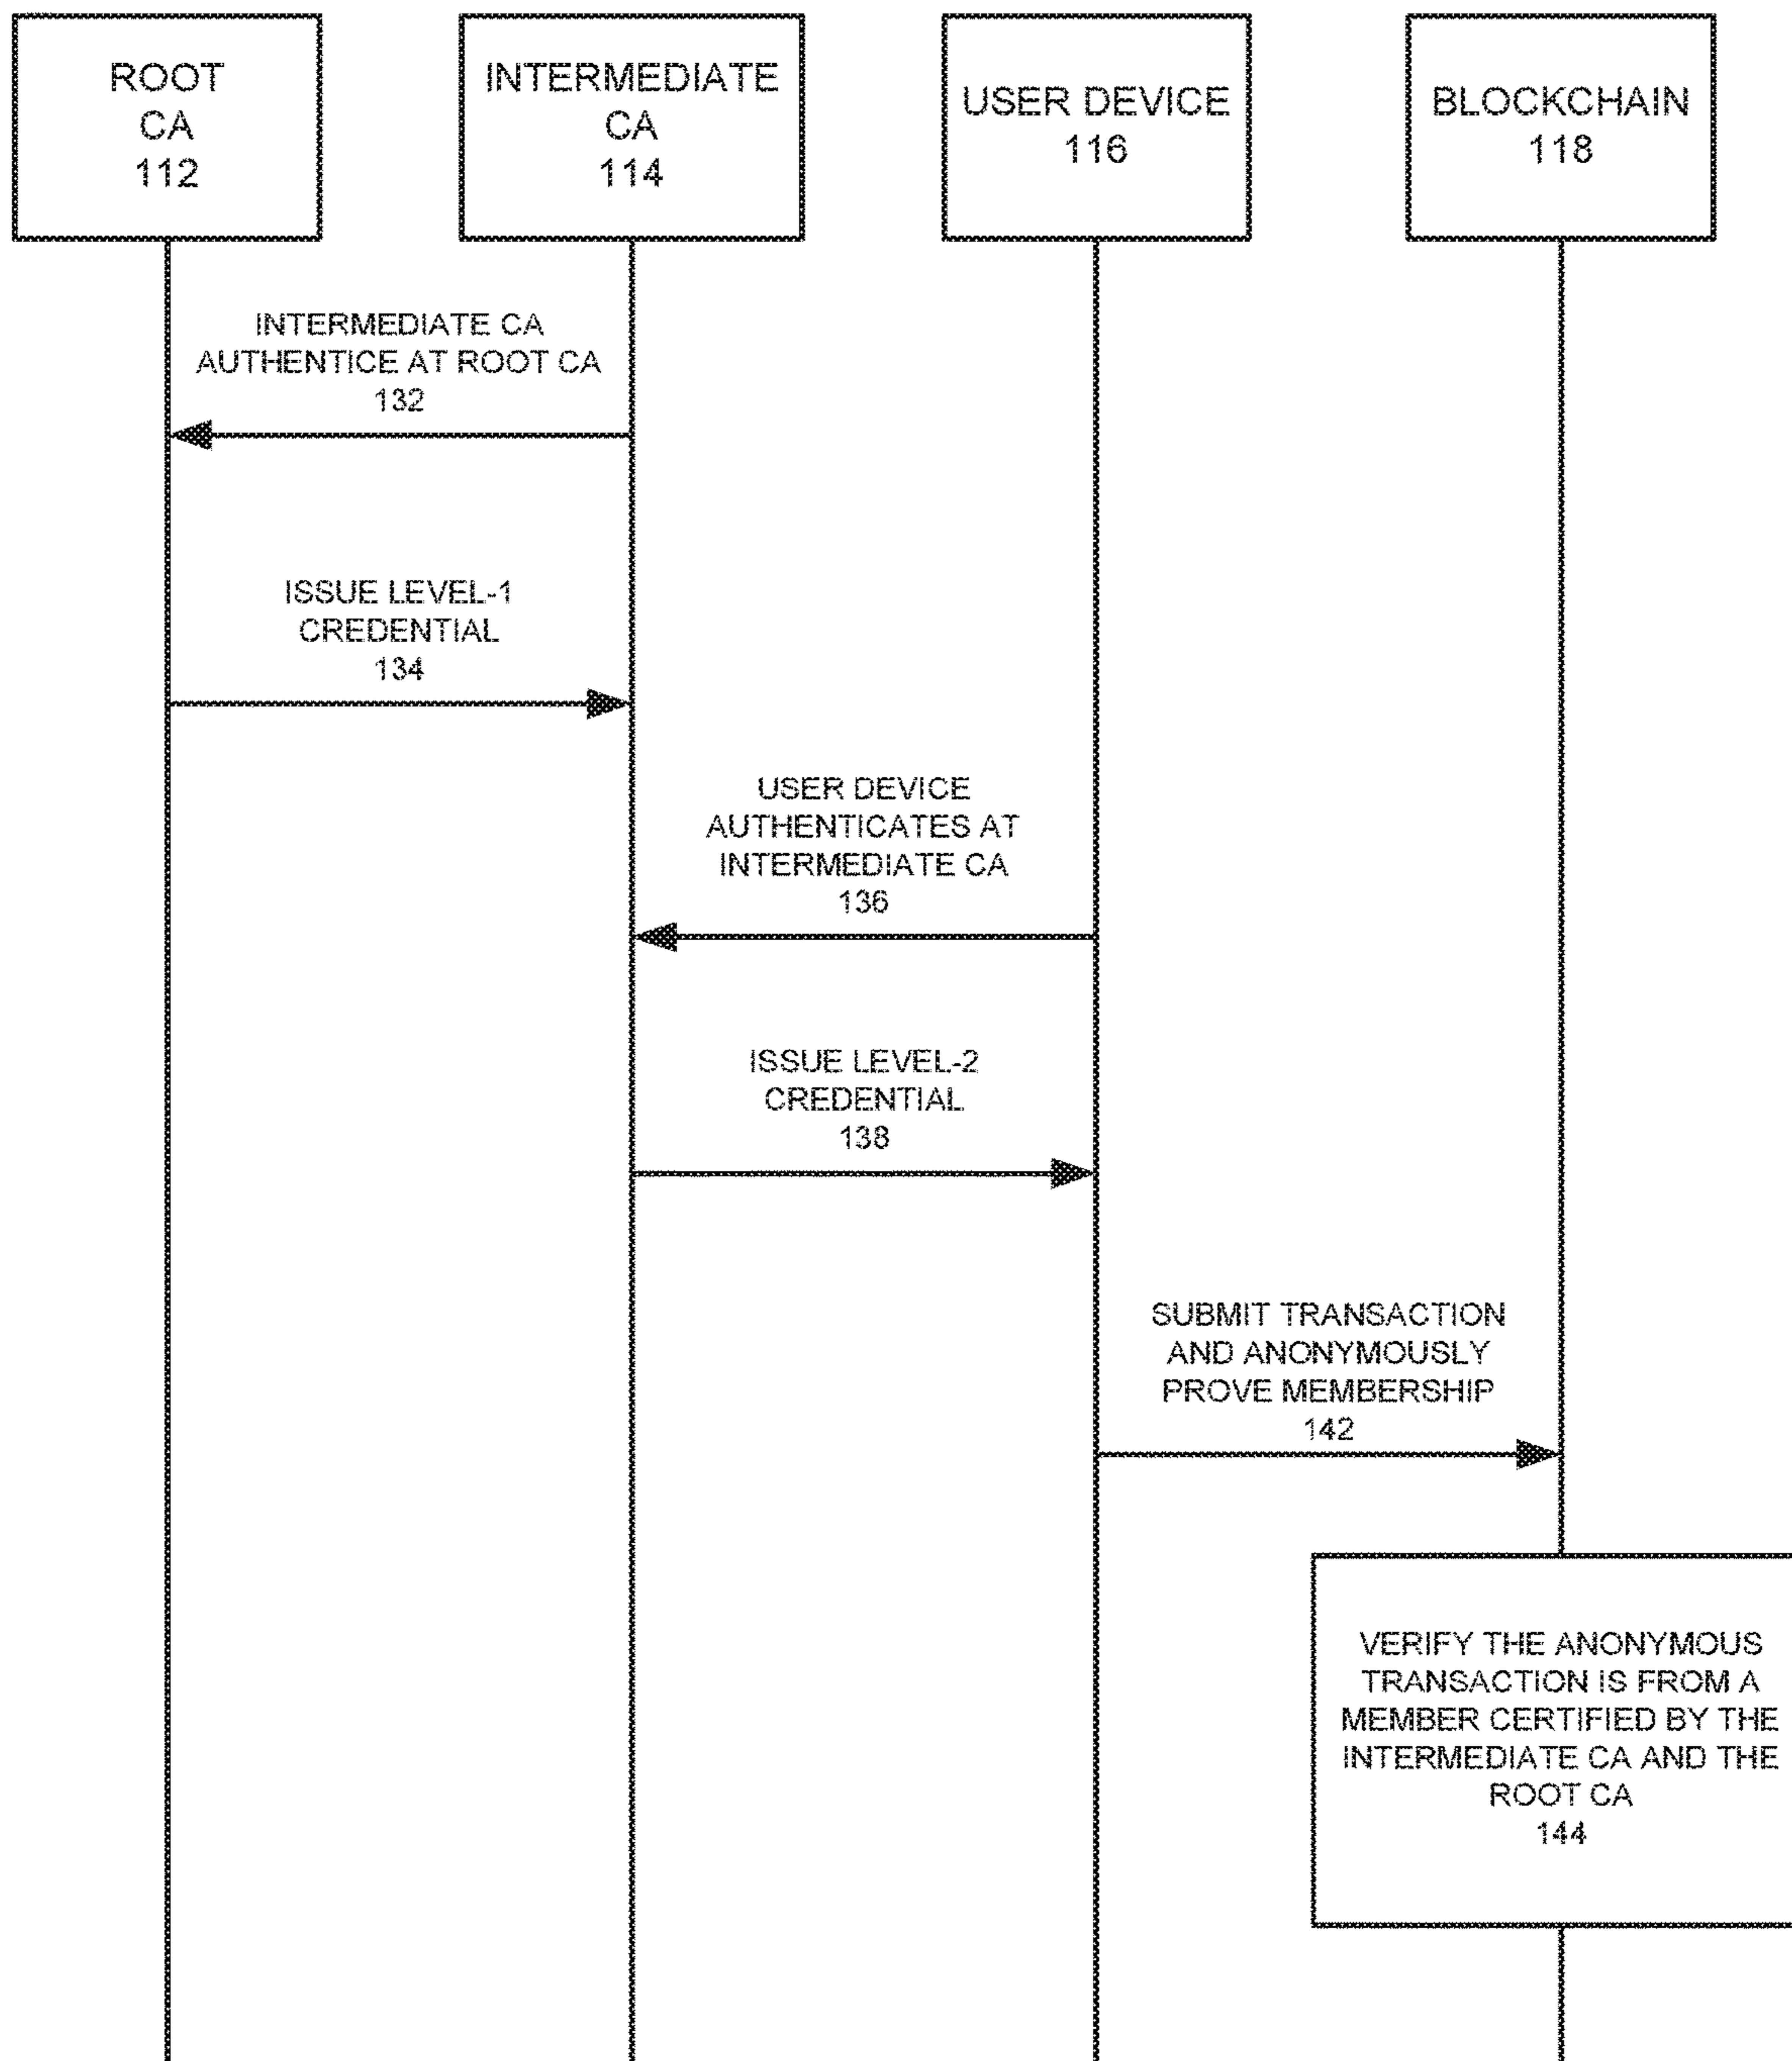 ROOT
CA
112
INTERMEDIATE
CA
114
USER DEVICE
116
BLOCKCHAIN
118
INTERMEDIATE CA
AUTHENTICE AT ROOT CA
132
ISSUE LEVEL-1
CREDENTIAL
134
USER DEVICE
AUTHENTICATES AT
INTERMEDIATE CA
136
ISSUE LEVEL-2
CREDENTIAL
138
SUBMIT TRANSACTION
AND ANONYMOUSLY
PROVE MEMBERSHIP
142
VERIFY THE ANONYMOUS
TRANSACTION IS FROM A
MEMBER CERTIFIED BY THE
INTERMEDIATE CA AND THE
ROOT CA
144